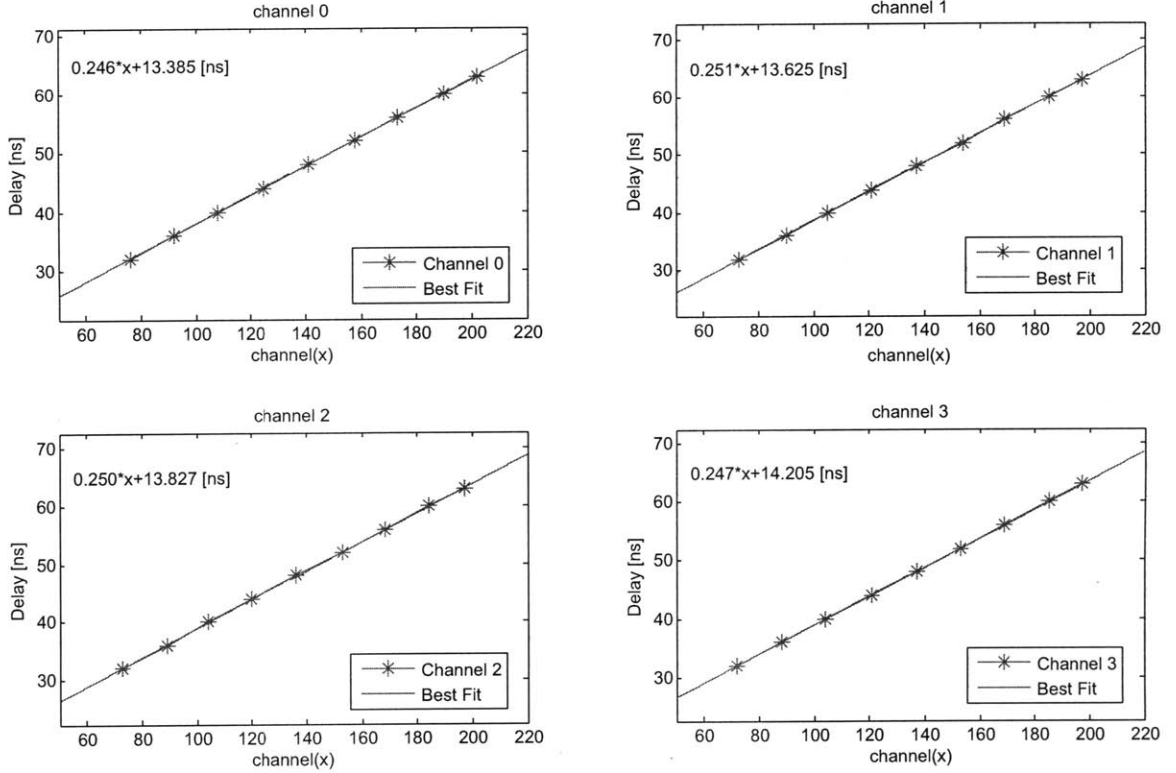 channel 0
0.246*x+13.385 [ns]
Delay [ns]
70
60
50
40
30
Channel 0
Best Fit
60 80 100 120 140 160 180 200 220
channel(x)
channel 1
0.251*x+13.625 [ns]
Delay [ns]
70
60
50
40
30
Channel 1
Best Fit
60 80 100 120 140 160 180 200 220
channel(x)
channel 2
0.250*x+13.827 [ns]
Delay [ns]
70
60
50
40
30
Channel 2
Best Fit
60 80 100 120 140 160 180 200 220
channel(x)
channel 3
0.247*x+14.205 [ns]
Delay [ns]
70
60
50
40
30
Channel 3
Best Fit
60 80 100 120 140 160 180 200 220
channel(x)